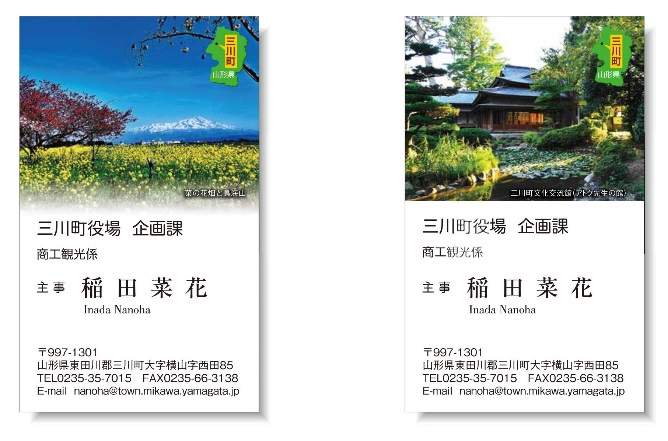 三川町
山形県
菜の花畑と鳥海山
三川町役場 企画課
商工観光係
主事 稲田菜花
Inada Nanoha
〒997-1301
山形県東田川郡三川町大字横山字西田85
TEL0235-35-7015 FAX0235-66-3138
E-mail nanoha@town.mikawa.yamagata.jp
三川町
山形県
三川町文化交流館(アトク先生の館)
三川町役場 企画課
商工観光係
主事 稲田菜花
Inada Nanoha
〒997-1301
山形県東田川郡三川町大字横山字西田85
TEL0235-35-7015 FAX0235-66-3138
E-mail nanoha@town.mikawa.yamagata.jp